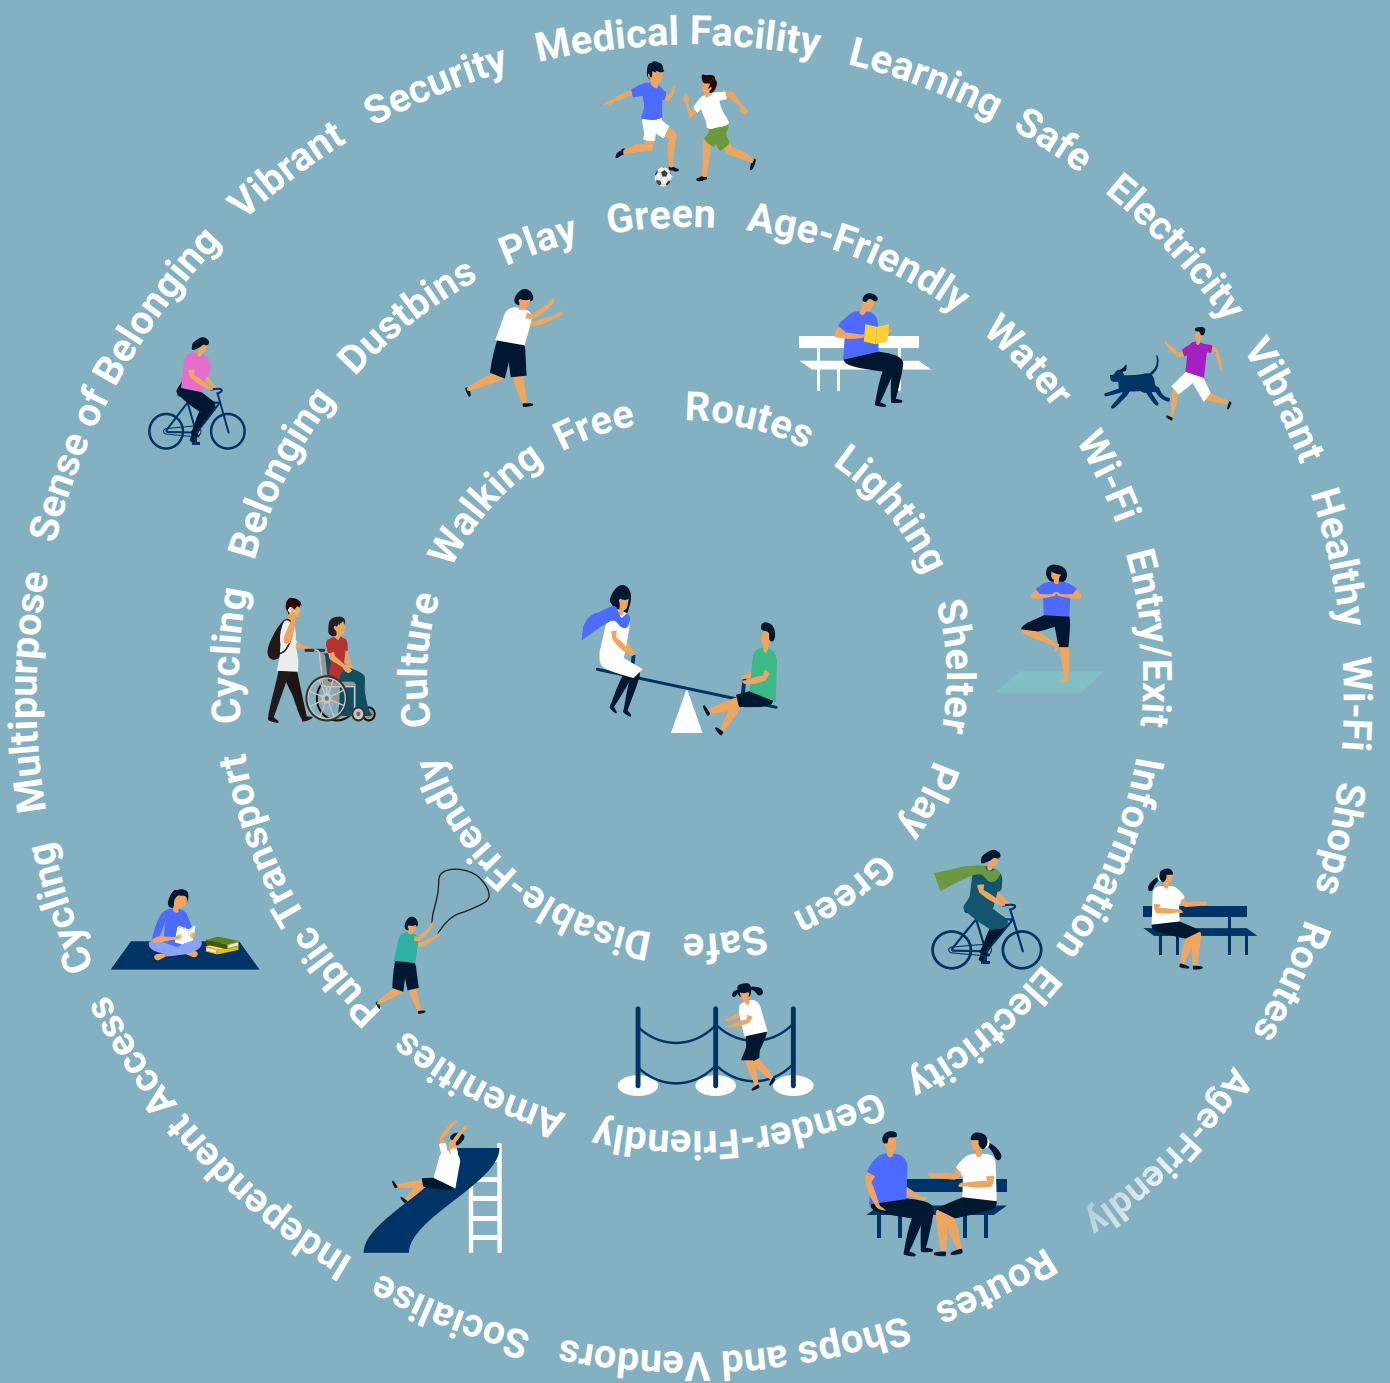 Medical Facility
Learning
Safe
Electricity
Vibrant
Healthy
Wi-Fi
Shops
Routes
Age-Friendly
Routes
Shops and Vendors
Socialise
Independent Access
Cycling
Multipurpose
Sense of Belonging
Vibrant
Security
Green
Age-Friendly
Water
Wi-Fi
Entry/Exit
Information
Electricity
Gender-Friendly
Amenities
Public Transport
Cycling
Belonging
Dustbins
Play
Routes
Lighting
Shelter
Play
Green
Safe
Disable-Friendly
Culture
Walking
Free